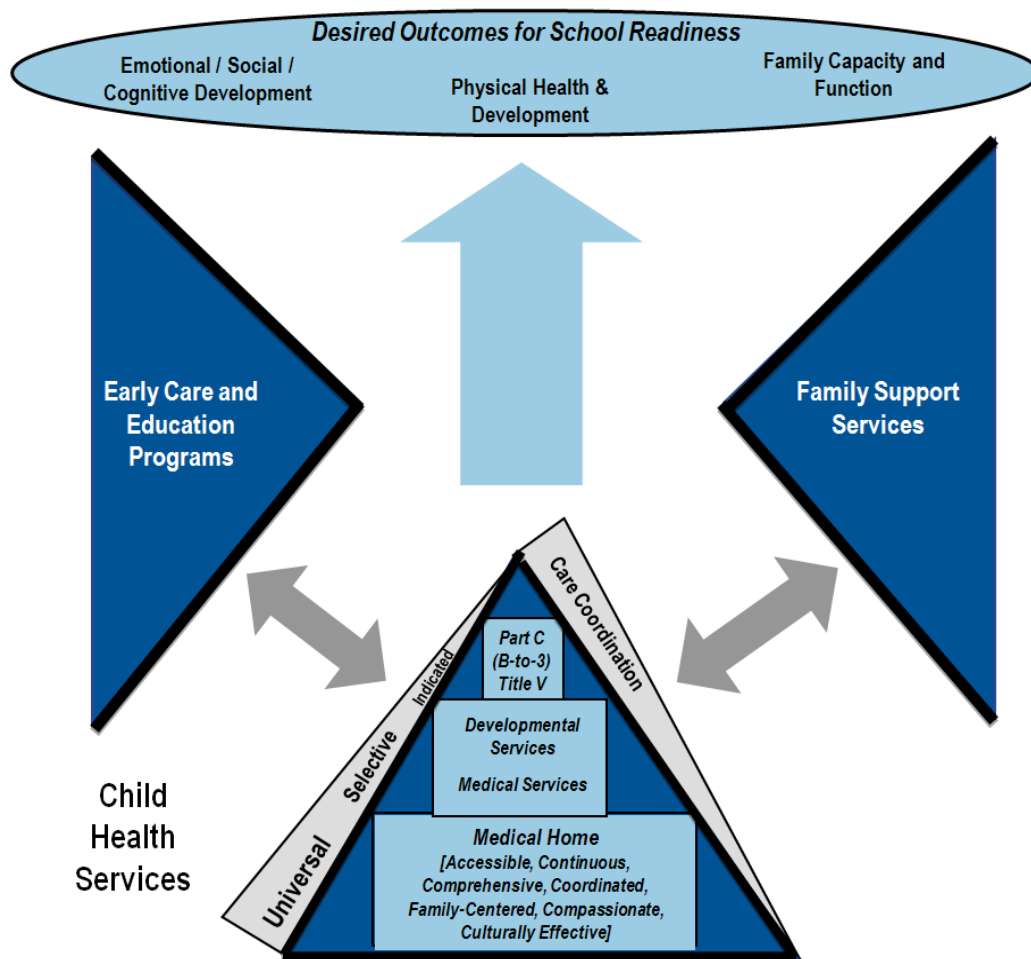 Desired Outcomes for School Readiness
Emotional / Social /
Cognitive Development
Physical Health &
Development
Family Capacity and
Function
Early Care and
Education
Programs
Family Support
Services
Care Coordination
Indicated
Selective
Universal
Part C
(B-to-3)
Title V
Developmental
Services
Medical Services
Medical Home
[Accessible, Continuous,
Comprehensive, Coordinated,
Family-Centered, Compassionate,
Culturally Effective]
Child
Health
Services